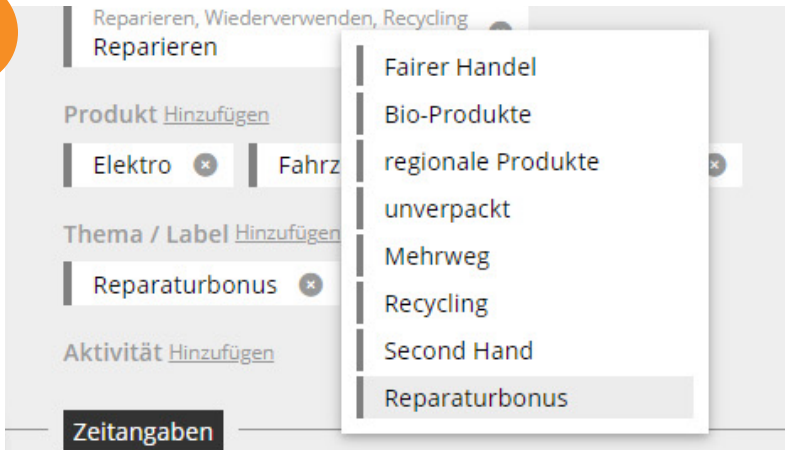 Reparieren, Wiederverwenden, Recycling
Reparieren
Produkt Hinzufügen
Elektro Fahrz
Thema / Label Hinzufügen
Reparaturbonus
Aktivität Hinzufügen
Zeitangaben
Fairer Handel
Bio-Produkte
regionale Produkte
unverpackt
Mehrweg
Recycling
Second Hand
Reparaturbonus